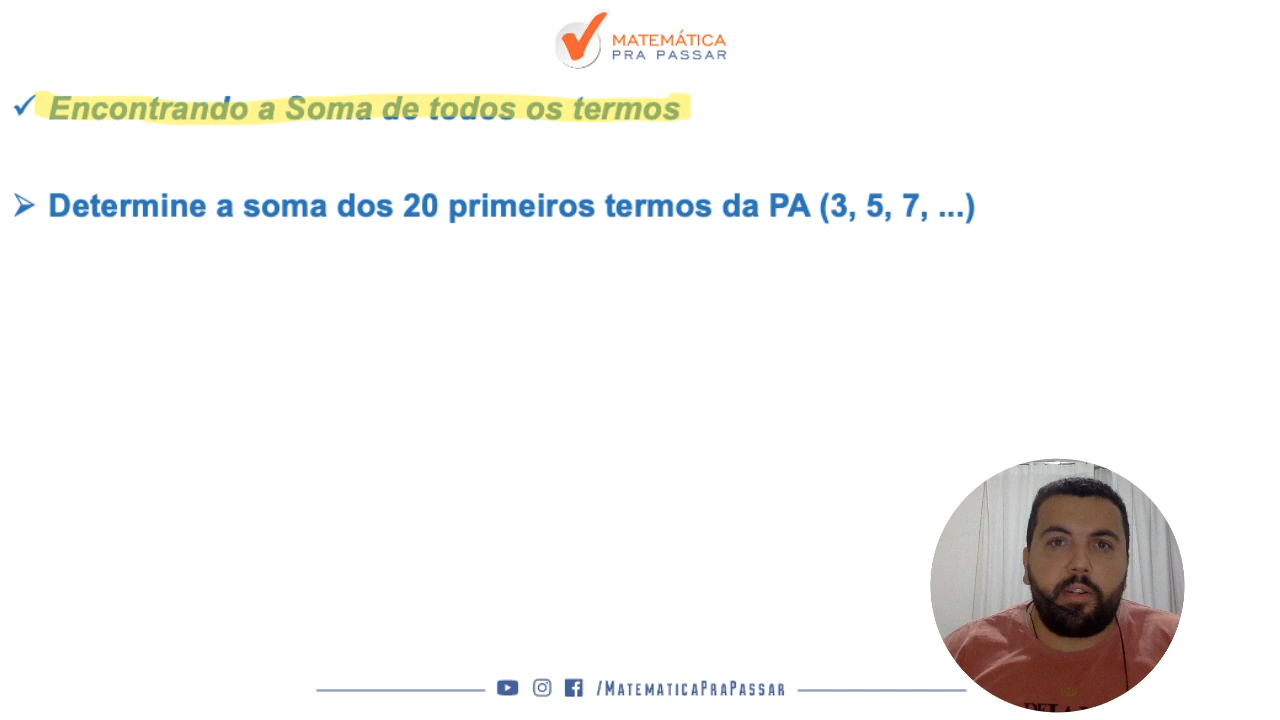 MATEMÁTICA
PRA PASSAR
Encontrando a Soma de todos os termos
Determine a soma dos 20 primeiros termos da PA (3, 5, 7, ...)
/MATEMATICAPRAPASSAR